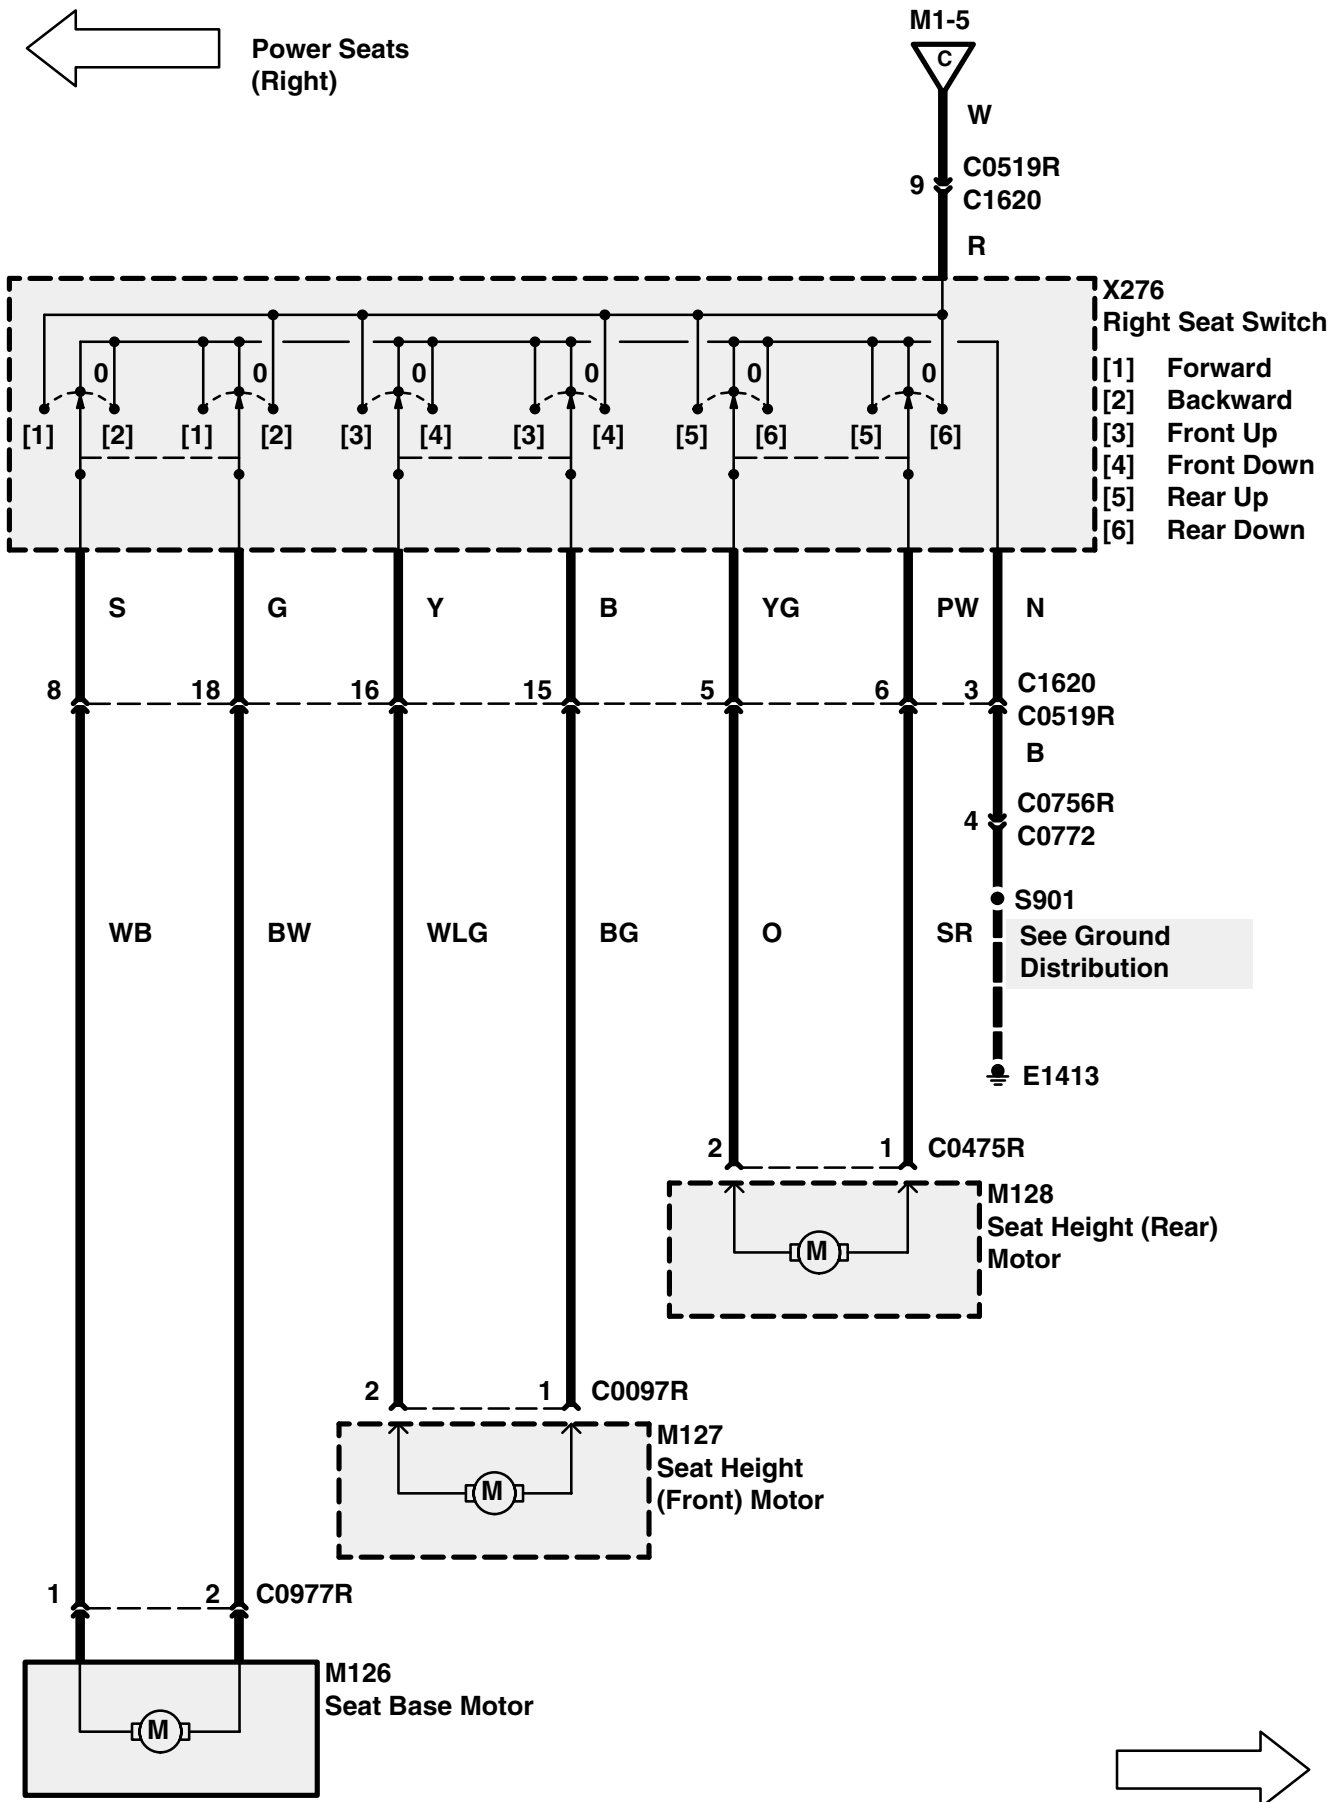 Power Seats
(Right)
M1-5
C
W
9
C0519R
C1620
R
X276
Right Seat Switch
[1] Forward
[2] Backward
[3] Front Up
[4] Front Down
[5] Rear Up
[6] Rear Down
0 0 0 0 0 0
[1] [2] [1] [2] [3] [4] [3] [4] [5] [6] [5] [6]
S G Y B YG PW N
8 18 16 15 5 6 3
C1620
C0519R
B
4
C0756R
C0772
S901
WB BW WLG BG O SR
See Ground
Distribution
E1413
2 1 C0475R
M128
Seat Height (Rear)
Motor
M
2 1 C0097R
M127
Seat Height
(Front) Motor
M
1 2 C0977R
M126
Seat Base Motor
M